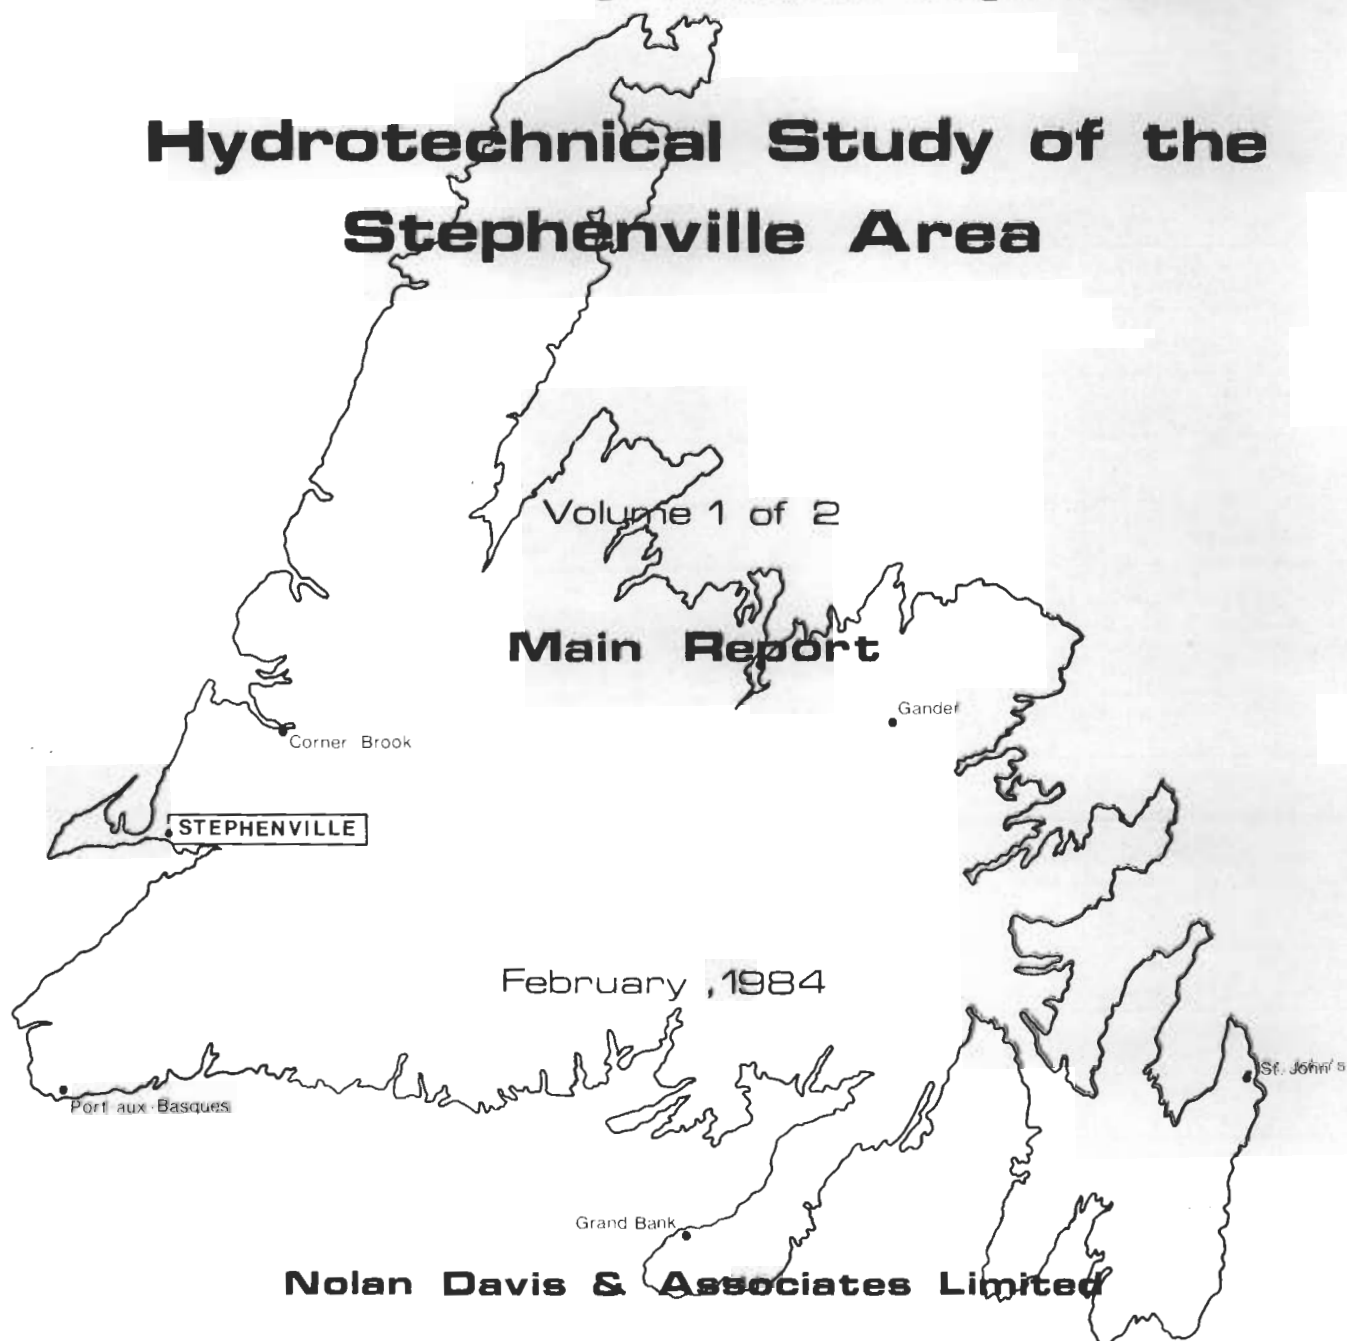 Hydrotechnical Study of the
Stephenville Area
Volume 1 of 2
Main Report
Gander
Corner Brook
STEPHENVILLE
February ,1984
St. John's
Port aux Basques
Grand Bank
Nolan Davis & Associates Limited